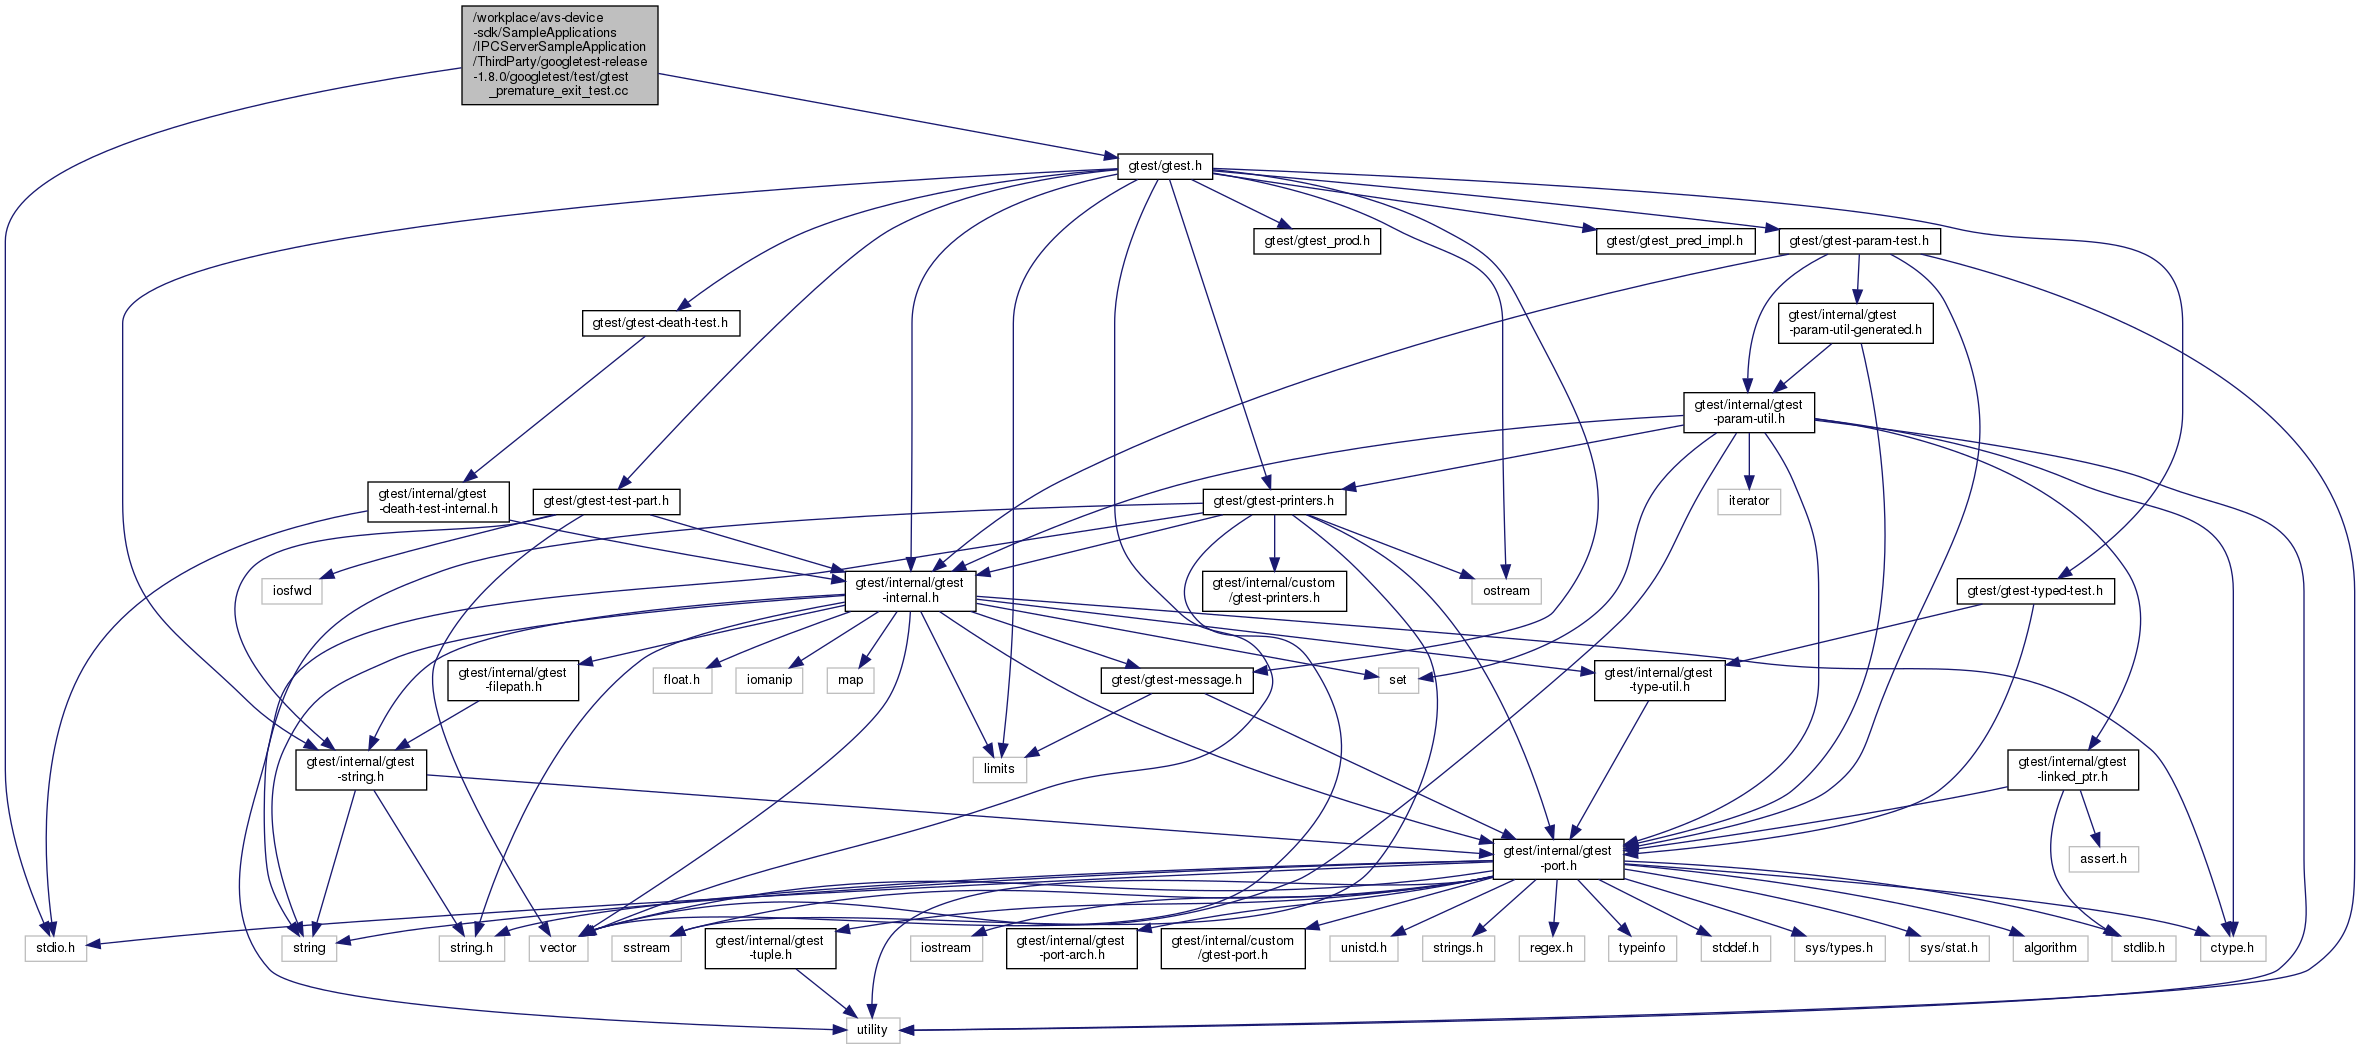 /workplace/avs-device
-sdk/SampleApplications
/IPCServerSampleApplication
/ThirdParty/googletest-release
-1.8.0/googletest/test/gtest
_premature_exit_test.cc
gtest/gtest.h
gtest/gtest_prod.h
gtest/gtest_pred_impl.h
gtest/gtest-param-test.h
gtest/gtest-death-test.h
gtest/internal/gtest
-param-util-generated.h
gtest/internal/gtest
-param-util.h
gtest/internal/gtest
-death-test-internal.h
gtest/gtest-test-part.h
gtest/gtest-printers.h
iterator
iosfwd
gtest/internal/gtest
-internal.h
gtest/internal/custom
/gtest-printers.h
ostream
gtest/gtest-typed-test.h
gtest/internal/gtest
-filepath.h
float.h
iomanip
map
gtest/gtest-message.h
set
gtest/internal/gtest
-type-util.h
gtest/internal/gtest
-string.h
limits
gtest/internal/gtest
-linked_ptr.h
gtest/internal/gtest
-port.h
assert.h
stdio.h
string
string.h
vector
sstream
gtest/internal/gtest
-tuple.h
iostream
gtest/internal/gtest
-port-arch.h
gtest/internal/custom
/gtest-port.h
unistd.h
strings.h
regex.h
typeinfo
stddef.h
sys/types.h
sys/stat.h
algorithm
stdlib.h
ctype.h
utility